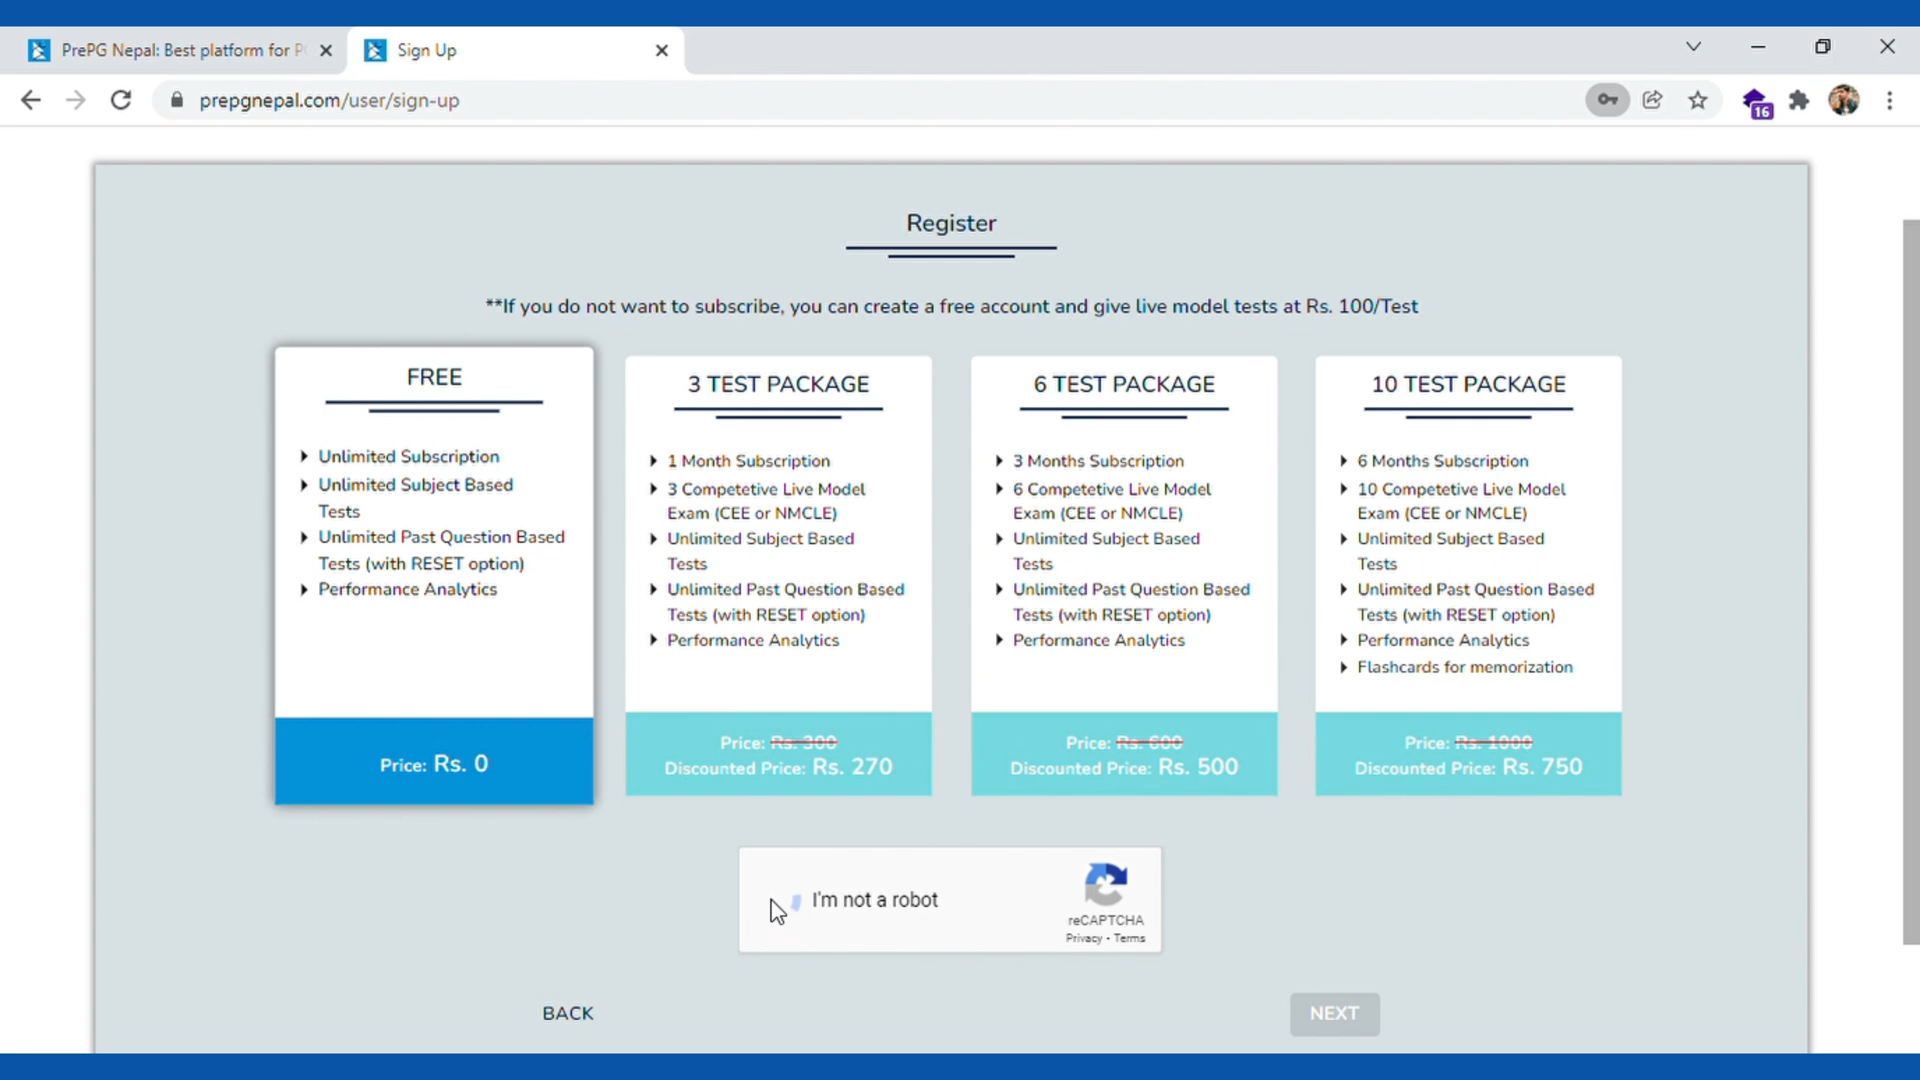 PrePG Nepal: Best platform for P
Sign Up
prepgnepal.com/user/sign-up
16
Register
**If you do not want to subscribe, you can create a free account and give live model tests at Rs. 100/Test
FREE
Unlimited Subscription
Unlimited Subject Based
Tests
Unlimited Past Question Based
Tests (with RESET option)
Performance Analytics
Price: Rs. 0
3 TEST PACKAGE
1 Month Subscription
3 Competetive Live Model
Exam (CEE or NMCLE)
Unlimited Subject Based
Tests
Unlimited Past Question Based
Tests (with RESET option)
Performance Analytics
Price: Rs. 300
Discounted Price: Rs. 270
6 TEST PACKAGE
3 Months Subscription
6 Competetive Live Model
Exam (CEE or NMCLE)
Unlimited Subject Based
Tests
Unlimited Past Question Based
Tests (with RESET option)
Performance Analytics
Price: Rs. 600
Discounted Price: Rs. 500
10 TEST PACKAGE
6 Months Subscription
10 Competetive Live Model
Exam (CEE or NMCLE)
Unlimited Subject Based
Tests
Unlimited Past Question Based
Tests (with RESET option)
Performance Analytics
Flashcards for memorization
Price: Rs. 1000
Discounted Price: Rs. 750
I'm not a robot
reCAPTCHA
Privacy - Terms
BACK
NEXT